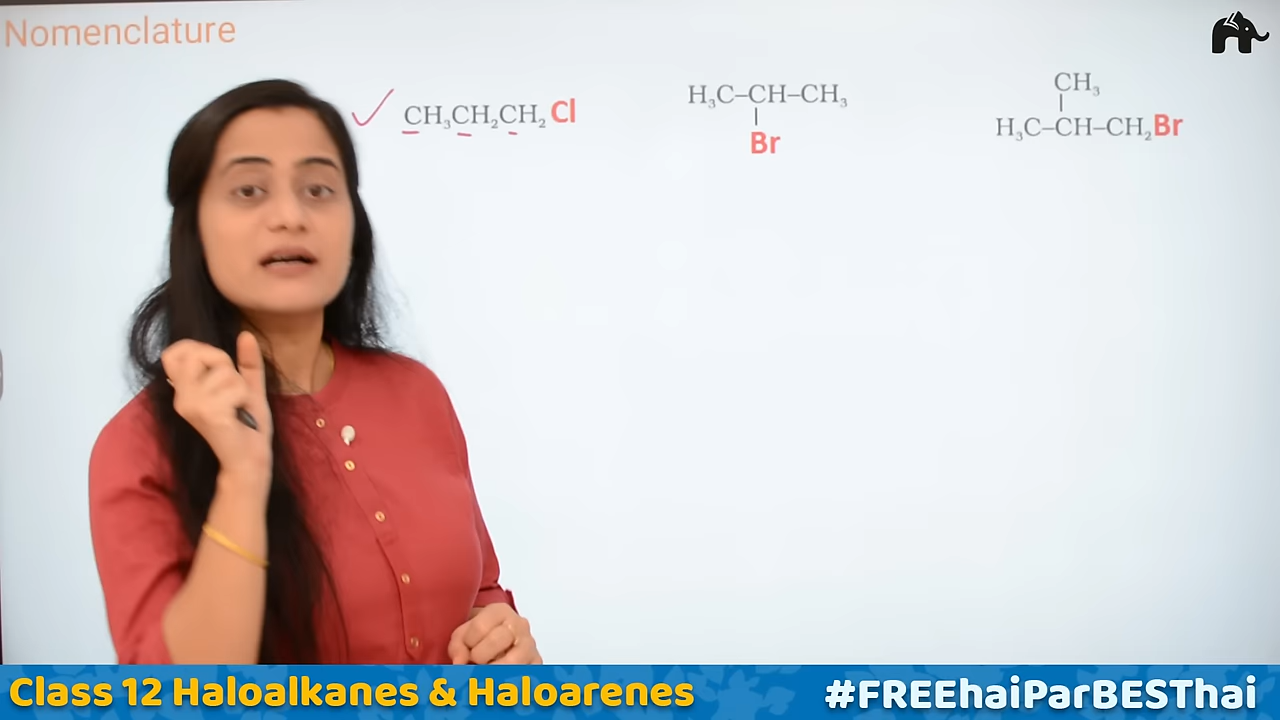 Nomenclature
CH₃CH₂CH₂Cl
H₃C–CH–CH₃
Br
CH₃
H₃C–CH–CH₂Br
Class 12 Haloalkanes & Haloarenes
#FREEhaiParBESThai